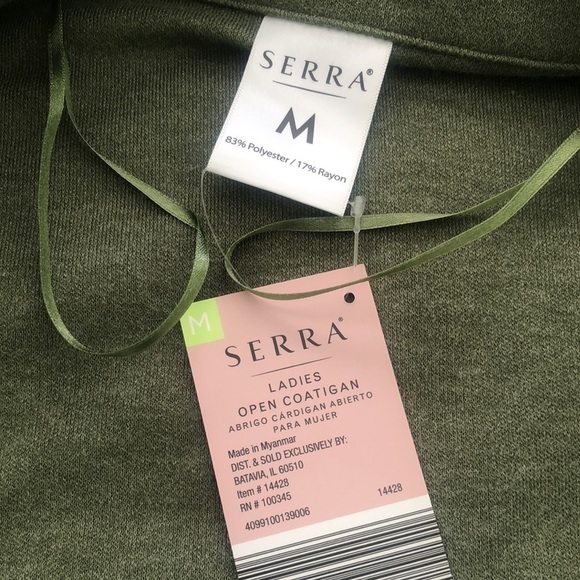 SERRA®
M
83% Polyester / 17% Rayon
M
SERRA®
LADIES
OPEN COATIGAN
ABRIGO CÁRDIGAN ABIERTO
PARA MUJER
Made in Myanmar
DIST. & SOLD EXCLUSIVELY BY:
BATAVIA, IL 60510
Item # 14428
RN # 100345
14428
4099100139006